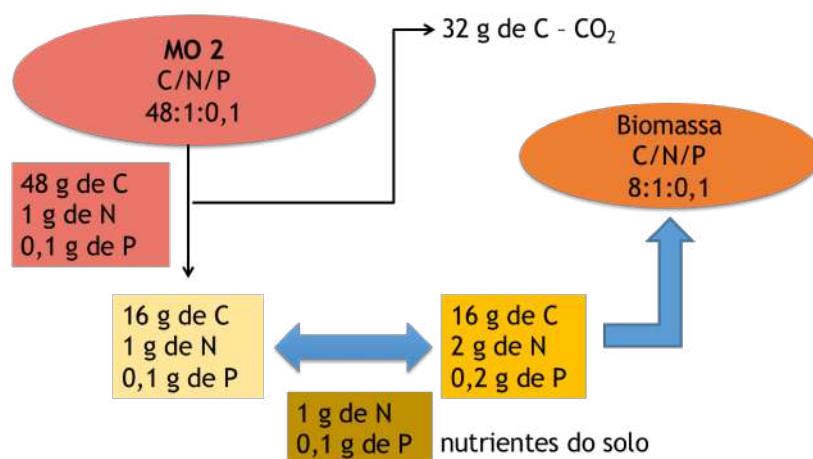 MO 2
C/N/P
48:1:0,1
32 g de C – CO₂
Biomassa
C/N/P
8:1:0,1
48 g de C
1 g de N
0,1 g de P
16 g de C
1 g de N
0,1 g de P
16 g de C
2 g de N
0,2 g de P
1 g de N
0,1 g de P
nutrientes do solo